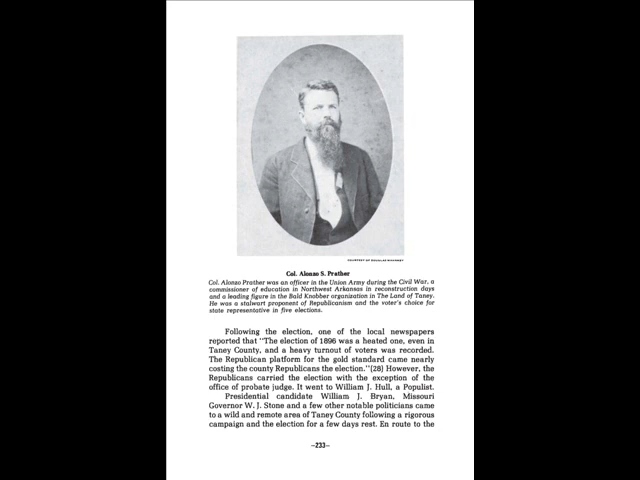 COURTESY OF DOUGLAS MAHNKEY
Col. Alonzo S. Prather
Col. Alonzo Prather was an officer in the Union Army during the Civil War, a
commissioner of education in Northwest Arkansas in reconstruction days
and a leading figure in the Bald Knobber organization in The Land of Taney.
He was a stalwart proponent of Republicanism and the voter's choice for
state representative in five elections.
Following the election, one of the local newspapers
reported that "The election of 1896 was a heated one, even in
Taney County, and a heavy turnout of voters was recorded.
The Republican platform for the gold standard came nearly
costing the county Republicans the election."(28) However, the
Republicans carried the election with the exception of the
office of probate judge. It went to William J. Hull, a Populist.
Presidential candidate William J. Bryan, Missouri
Governor W. J. Stone and a few other notable politicians came
to a wild and remote area of Taney County following a rigorous
campaign and the election for a few days rest. En route to the
—233—